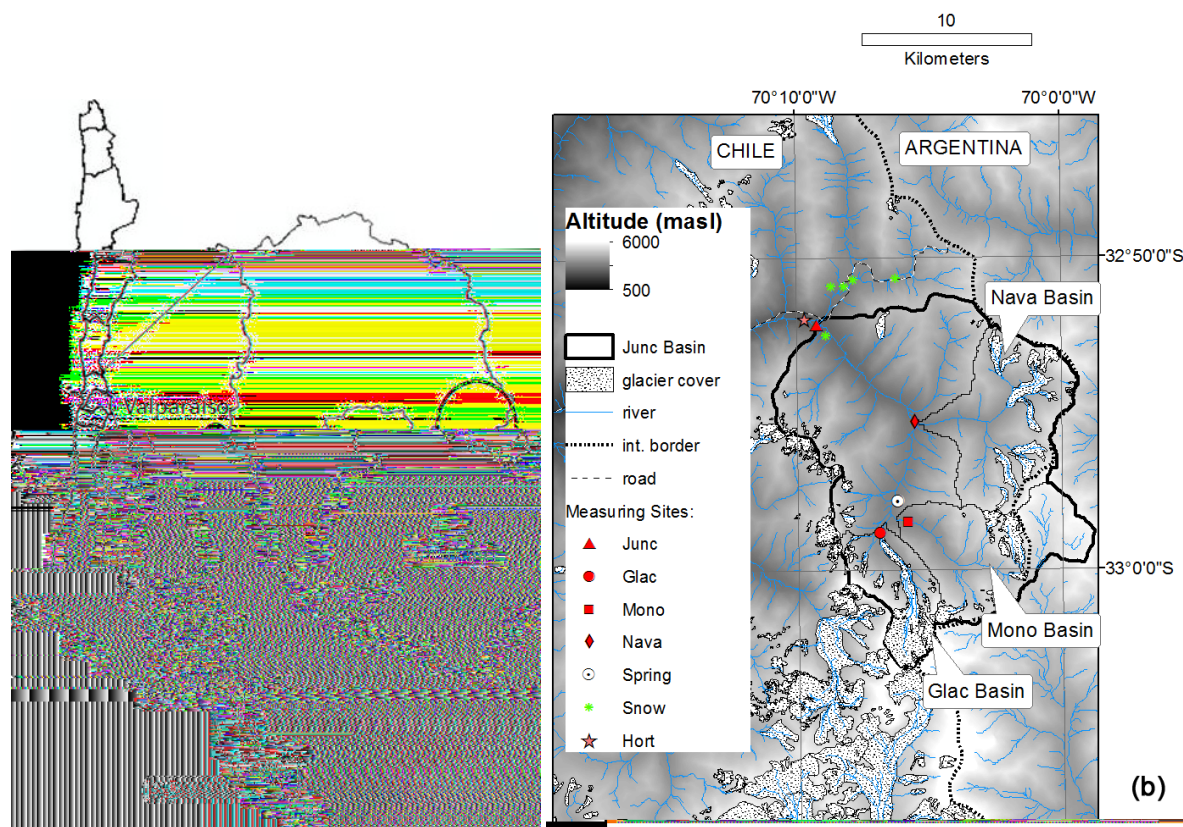 10
Kilometers
70°10'0"W
70°0'0"W
CHILE
ARGENTINA
Altitude (masl)
6000
500
32°50'0"S
Nava Basin
Junc Basin
glacier cover
river
int. border
road
Measuring Sites:
Junc
Glac
Mono
Nava
Spring
Snow
Hort
Valparaiso
33°0'0"S
Mono Basin
Glac Basin
(b)